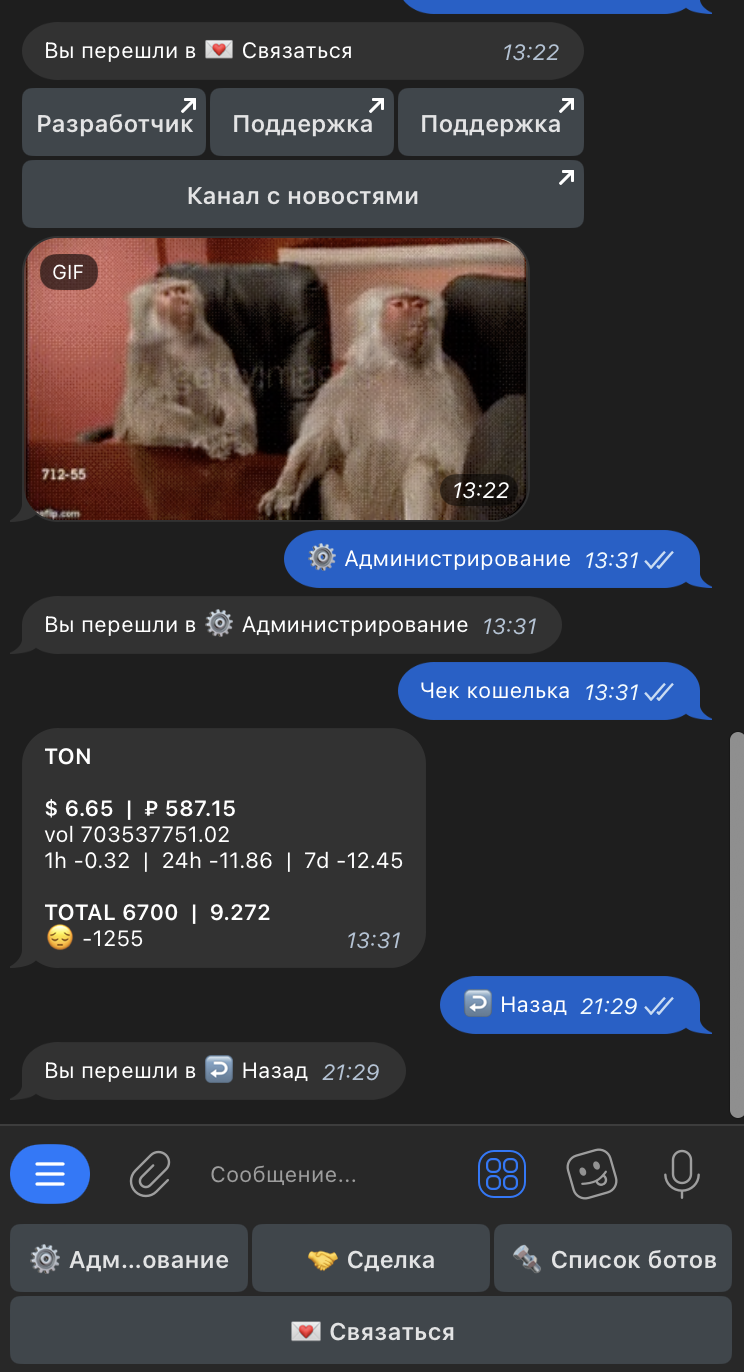 Вы перешли в 💌 Связаться 13:22
Разработчик Поддержка Поддержка
Канал с новостями
GIF
gettyimages
712-55
imgflip.com
13:22
⚙️ Администрирование 13:31
Вы перешли в ⚙️ Администрирование 13:31
Чек кошелька 13:31
TON
$ 6.65 | ₽ 587.15
vol 703537751.02
1h -0.32 | 24h -11.86 | 7d -12.45
TOTAL 6700 | 9.272
😔 -1255 13:31
↩️ Назад 21:29
Вы перешли в ↩️ Назад 21:29
Сообщение...
⚙️ Адм...ование 🤝 Сделка 🔩 Список ботов
💌 Связаться